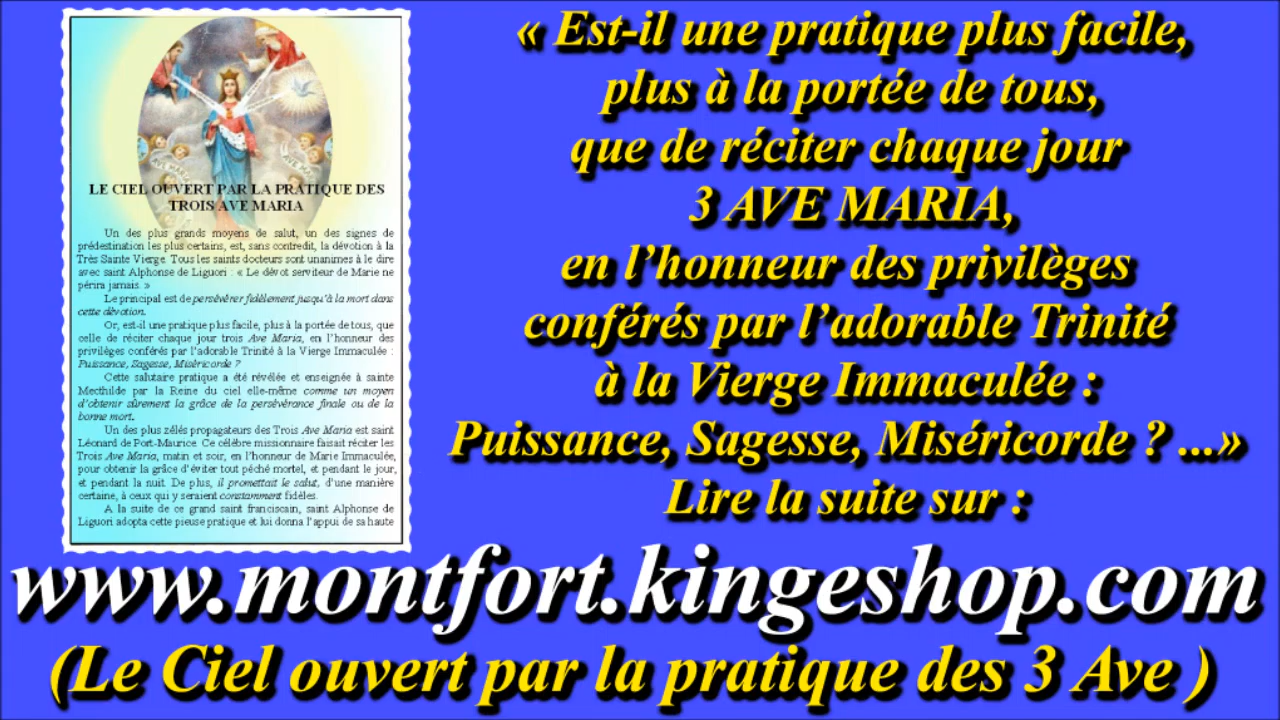 LE CIEL OUVERT PAR LA PRATIQUE DES
TROIS AVE MARIA
Un des plus grands moyens de salut, un des signes de
prédestination les plus certains, est, sans contredit, la dévotion à la
Très Sainte Vierge. Tous les saints docteurs sont unanimes à le dire
avec saint Alphonse de Liguori : « Le dévot serviteur de Marie ne
périra jamais. »
Le principal est de persévérer fidèlement jusqu'à la mort dans
cette dévotion.
Or, est-il une pratique plus facile, plus à la portée de tous, que
celle de réciter chaque jour trois Ave Maria, en l'honneur des
privilèges conférés par l'adorable Trinité à la Vierge Immaculée :
Puissance, Sagesse, Miséricorde ?
Cette salutaire pratique a été révélée et enseignée à sainte
Mecthilde par la Reine du ciel elle-même comme un moyen
d'obtenir sûrement la grâce de la persévérance finale ou de la
bonne mort.
Un des plus zélés propagateurs des Trois Ave Maria est saint
Léonard de Port-Maurice. Ce célèbre missionnaire faisait réciter les
Trois Ave Maria, matin et soir, en l'honneur de Marie Immaculée,
pour obtenir la grâce d'éviter tout péché mortel, et pendant le jour,
et pendant la nuit. De plus, il promettait le salut, d'une manière
certaine, à ceux qui y seraient constamment fidèles.
A la suite de ce grand saint franciscain, saint Alphonse de
Liguori adopta cette pieuse pratique et lui donna l'appui de sa haute
« Est-il une pratique plus facile,
plus à la portée de tous,
que de réciter chaque jour
3 AVE MARIA,
en l’honneur des privilèges
conférés par l’adorable Trinité
à la Vierge Immaculée :
Puissance, Sagesse, Miséricorde ? ...»
Lire la suite sur :
www.montfort.kingeshop.com
(Le Ciel ouvert par la pratique des 3 Ave )